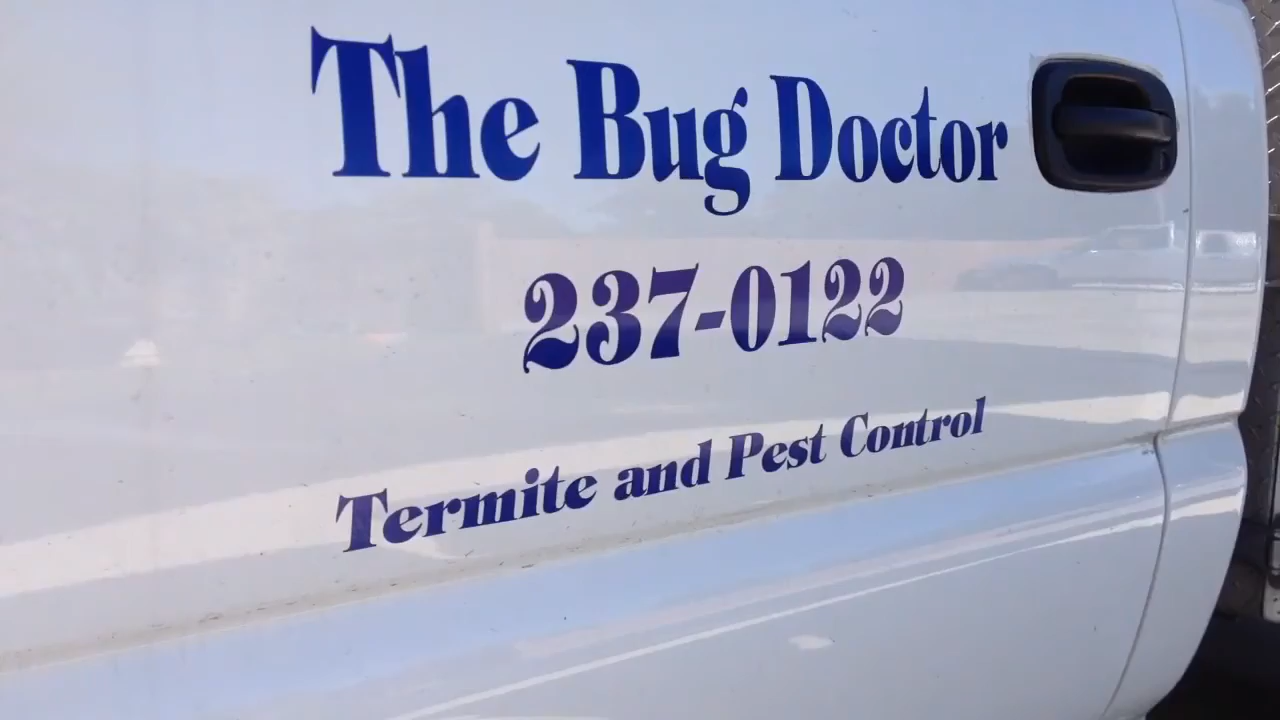 The Bug Doctor
237-0122
Termite and Pest Control